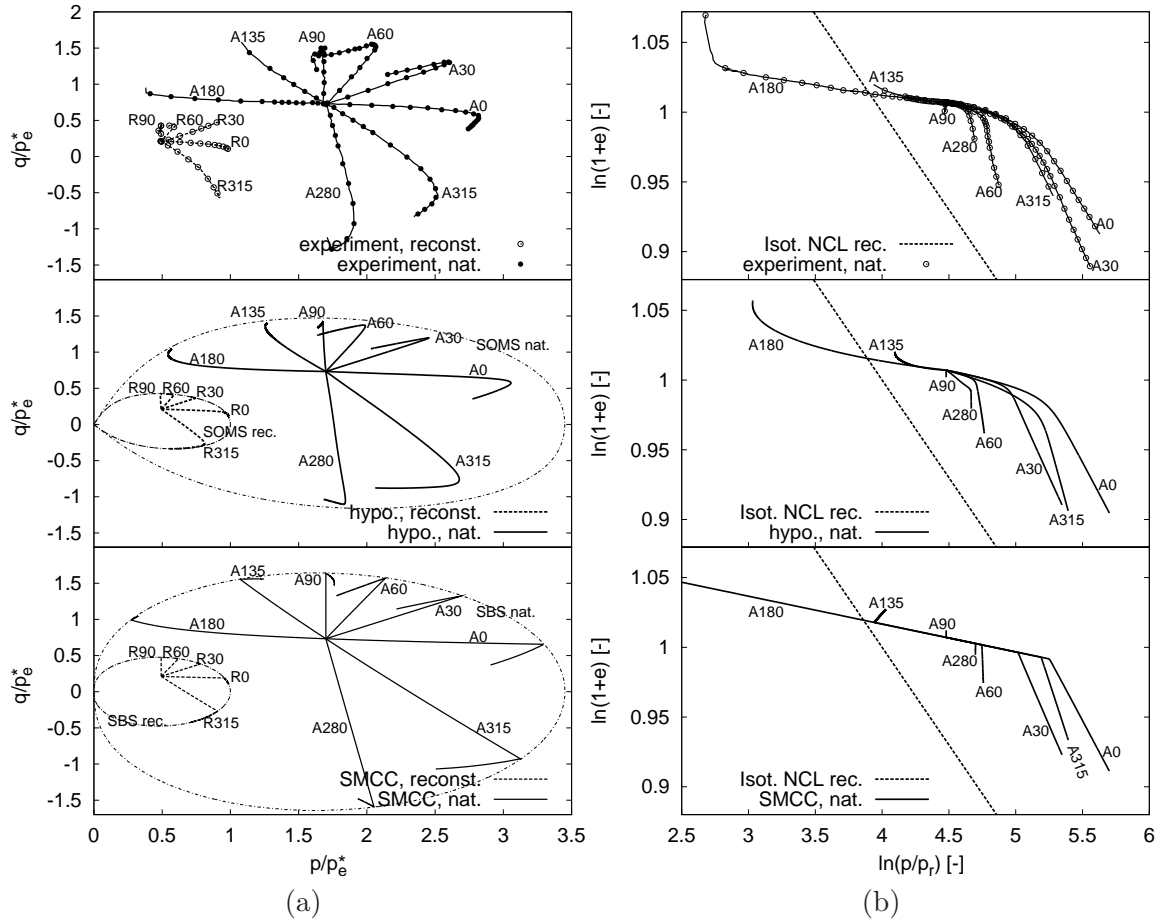 2
1.5
1
0.5
0
-0.5
-1
-1.5
q/p*e
A135
A90
A60
A30
A180
A0
R90
R60
R30
R0
R315
A280
A315
experiment, reconst.
experiment, nat.
1.5
1
0.5
0
-0.5
-1
-1.5
q/p*e
A135
A90
A60
A30
SOMS nat.
A180
A0
R90
R60
R30
R0
SOMS rec.
R315
A280
A315
hypo., reconst.
hypo., nat.
1.5
1
0.5
0
-0.5
-1
-1.5
q/p*e
A135
A90
A60
A30
SBS nat.
A180
A0
R90
R60
R30
R0
SBS rec.
R315
A280
A315
SMCC, reconst.
SMCC, nat.
0 0.5 1 1.5 2 2.5 3 3.5
p/p*e
(a)
1.05
1
0.95
0.9
ln(1+e) [-]
A180
A135
A90
A280
A60
A315
A0
A30
Isot. NCL rec.
experiment, nat.
1.05
1
0.95
0.9
ln(1+e) [-]
A180
A135
A90
A280
A60
A30
A0
A315
Isot. NCL rec.
hypo., nat.
1.05
1
0.95
0.9
ln(1+e) [-]
A180
A135
A90
A280
A60
A30
A315
A0
Isot. NCL rec.
SMCC, nat.
2.5 3 3.5 4 4.5 5 5.5 6
ln(p/pr) [-]
(b)